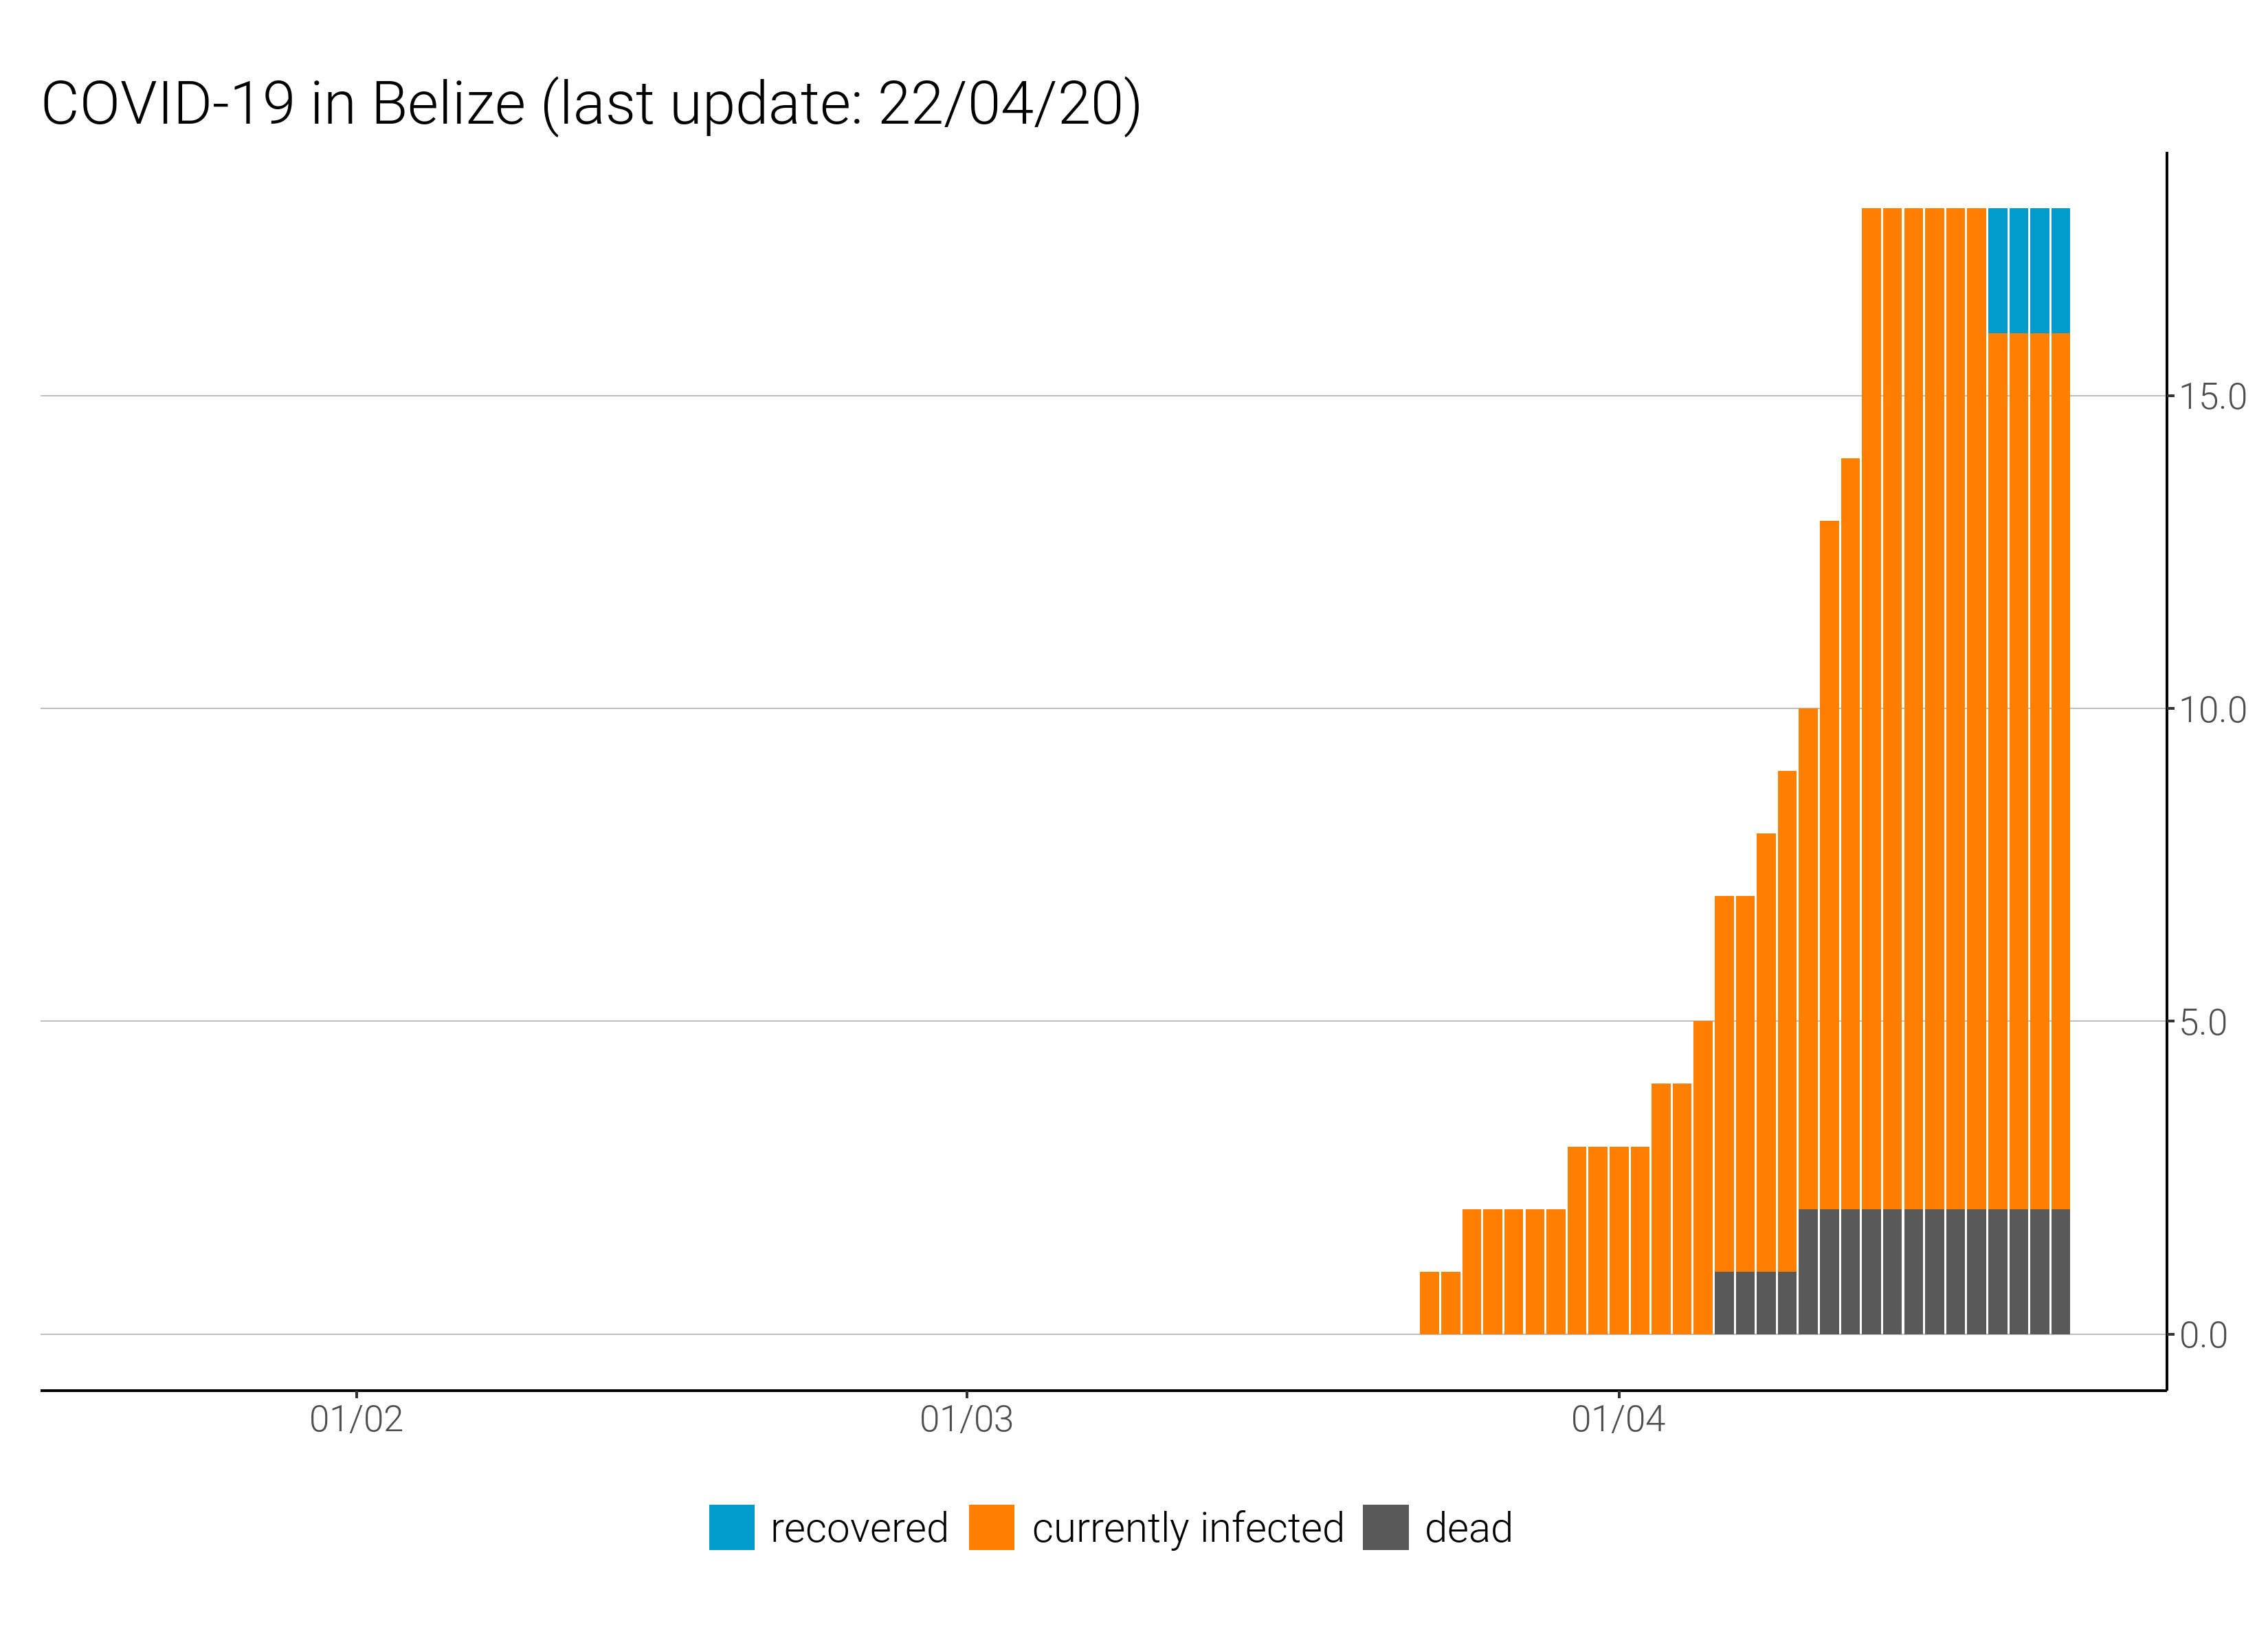 COVID-19 in Belize (last update: 22/04/20)
15.0
10.0
5.0
0.0
01/02 01/03 01/04
recovered currently infected dead